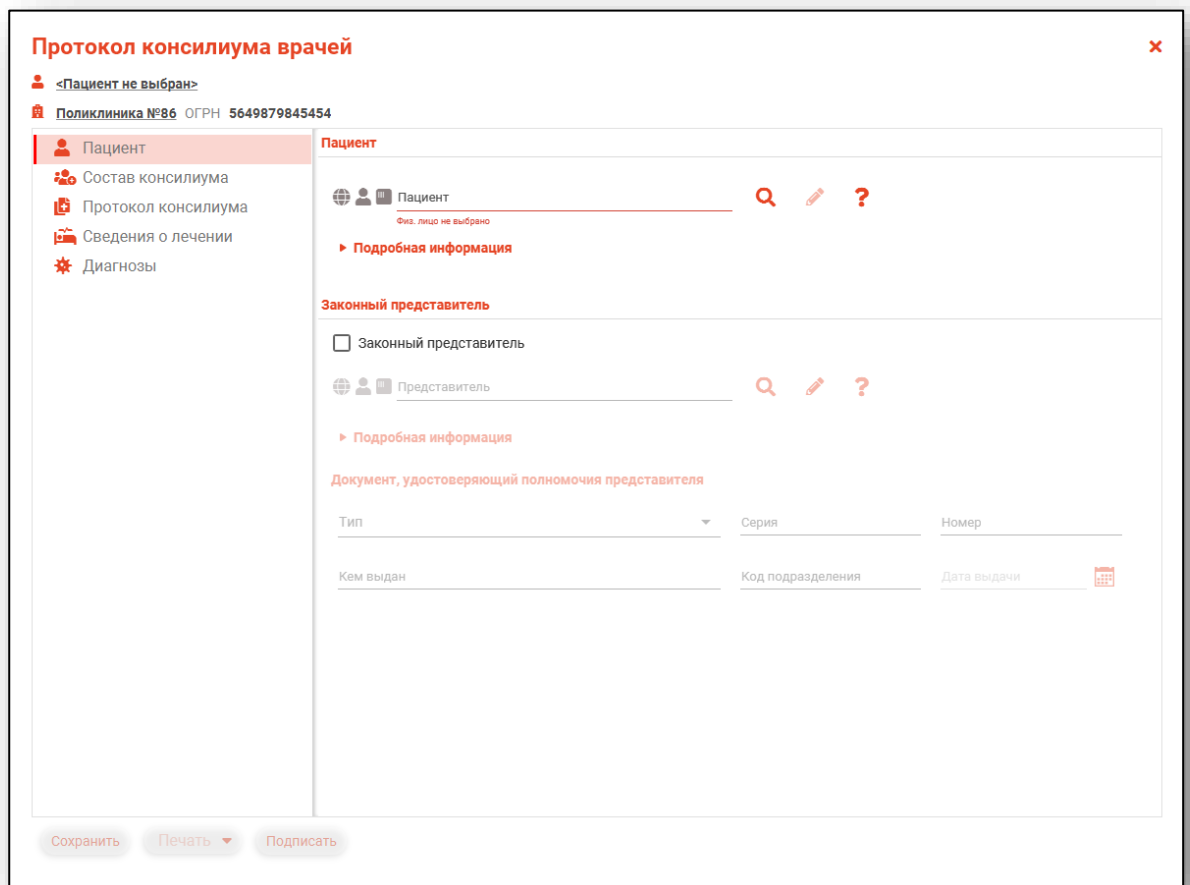 Протокол консилиума врачей
<Пациент не выбран>
Поликлиника №86 ОГРН 5649879845454
Пациент
Состав консилиума
Протокол консилиума
Сведения о лечении
Диагнозы
Пациент
Пациент
Физ. лицо не выбрано
Подробная информация
Законный представитель
Законный представитель
Представитель
Подробная информация
Документ, удостоверяющий полномочия представителя
Тип Серия Номер
Кем выдан Код подразделения Дата выдачи
Сохранить Печать Подписать